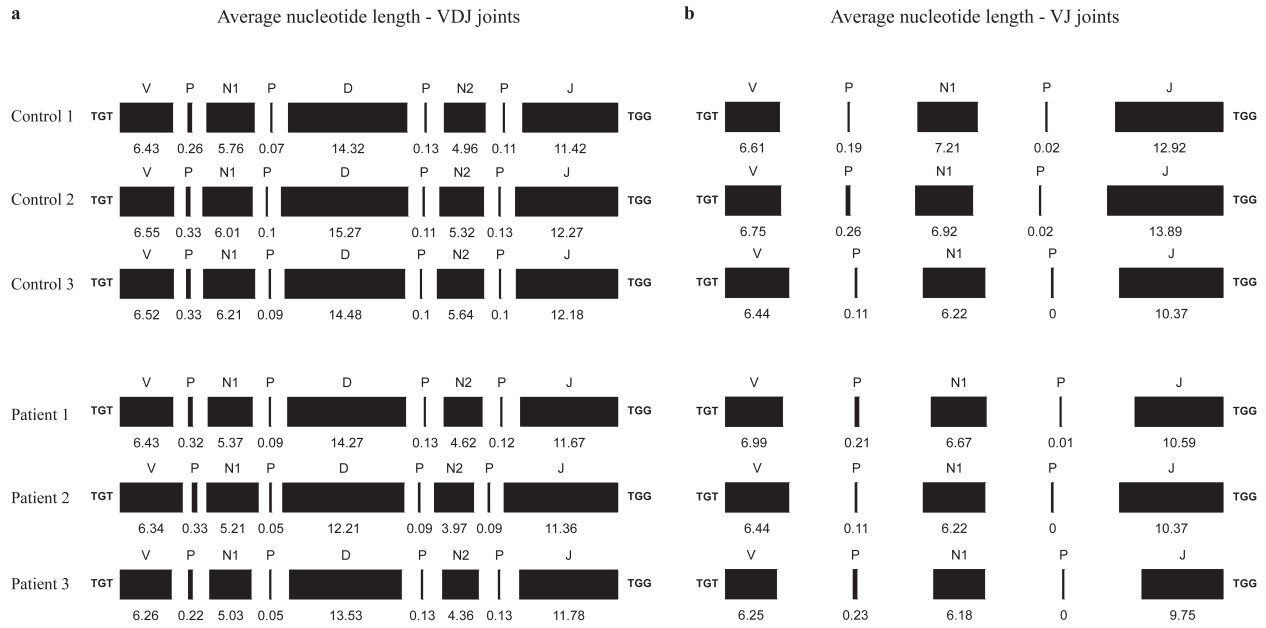 a Average nucleotide length - VDJ joints
V P N1 P D P N2 P J
Control 1 TGT TGG
6.43 0.26 5.76 0.07 14.32 0.13 4.96 0.11 11.42
V P N1 P D P N2 P J
Control 2 TGT TGG
6.55 0.33 6.01 0.1 15.27 0.11 5.32 0.13 12.27
V P N1 P D P N2 P J
Control 3 TGT TGG
6.52 0.33 6.21 0.09 14.48 0.1 5.64 0.1 12.18
V P N1 P D P N2 P J
Patient 1 TGT TGG
6.43 0.32 5.37 0.09 14.27 0.13 4.62 0.12 11.67
V P N1 P D P N2 P J
Patient 2 TGT TGG
6.34 0.33 5.21 0.05 12.21 0.09 3.97 0.09 11.36
V P N1 P D P N2 P J
Patient 3 TGT TGG
6.26 0.22 5.03 0.05 13.53 0.13 4.36 0.13 11.78
b Average nucleotide length - VJ joints
V P N1 P J
TGT TGG
6.61 0.19 7.21 0.02 12.92
V P N1 P J
TGT TGG
6.75 0.26 6.92 0.02 13.89
V P N1 P J
TGT TGG
6.44 0.11 6.22 0 10.37
V P N1 P J
TGT TGG
6.99 0.21 6.67 0.01 10.59
V P N1 P J
TGT TGG
6.44 0.11 6.22 0 10.37
V P N1 P J
TGT TGG
6.25 0.23 6.18 0 9.75